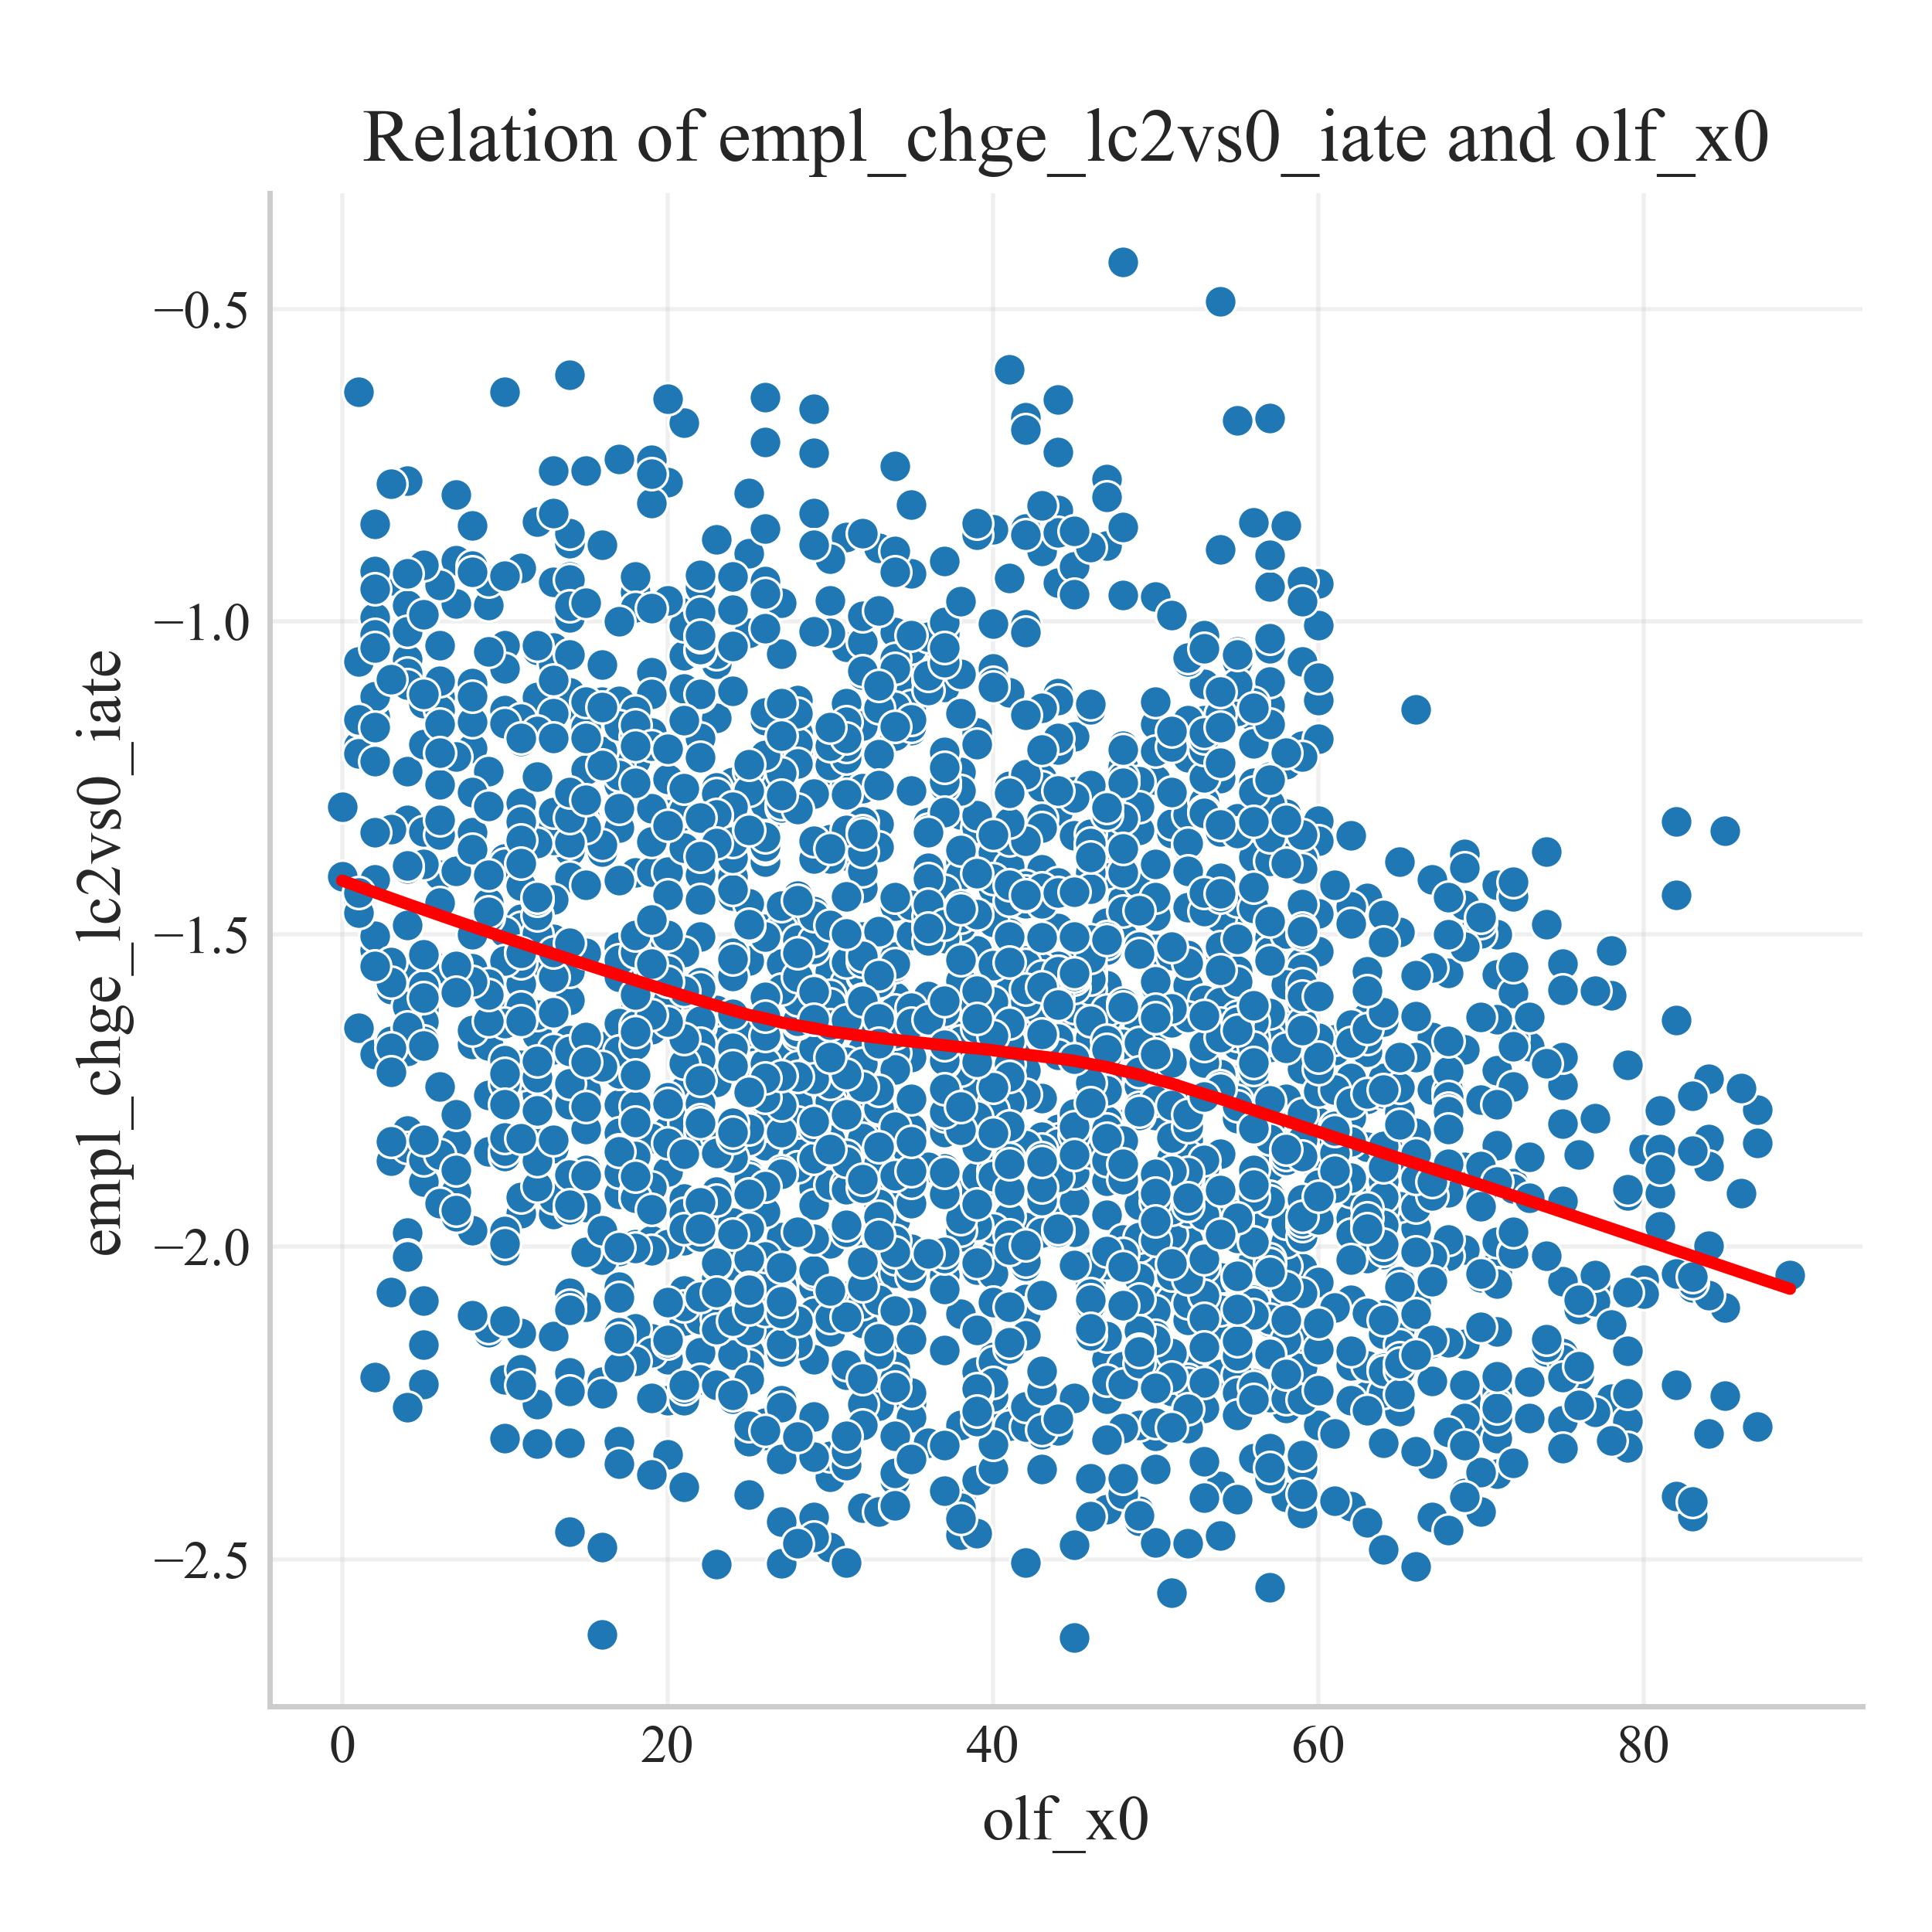 Relation of empl_chge_lc2vs0_iate and olf_x0
empl_chge_lc2vs0_iate
−0.5
−1.0
−1.5
−2.0
−2.5
0 20 40 60 80
olf_x0